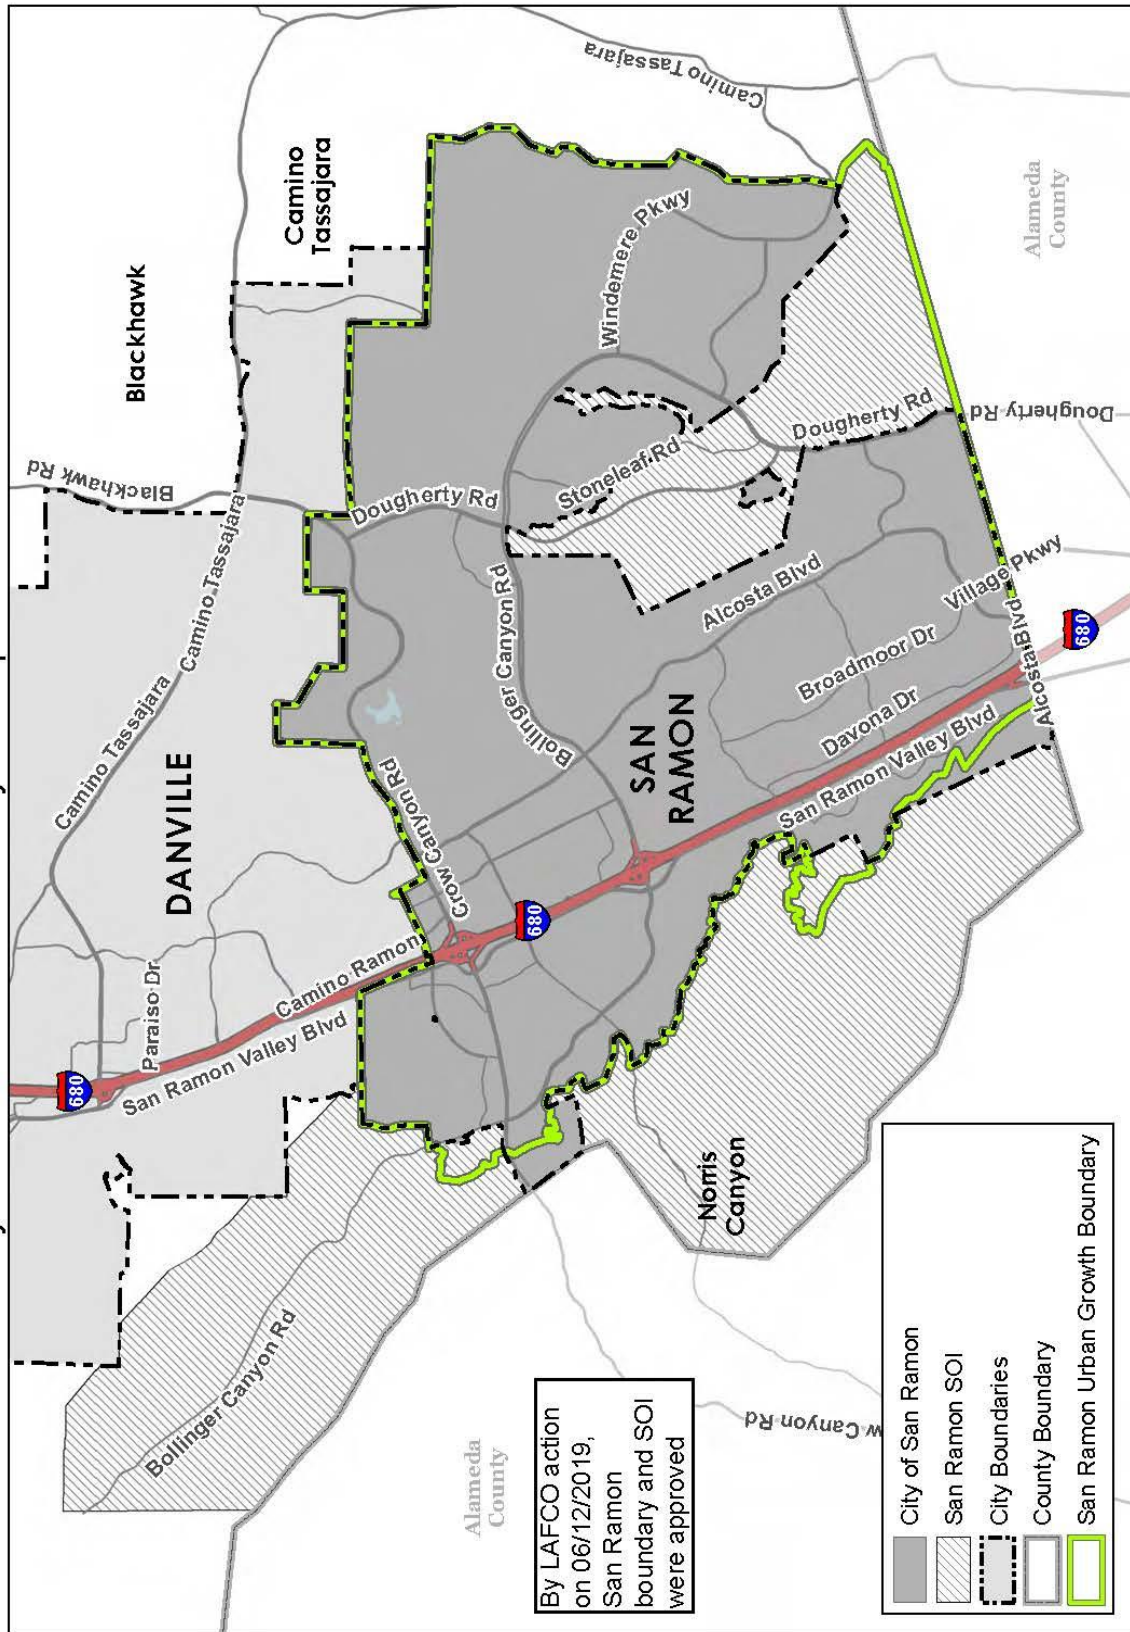 Blackhawk
Camino
Tassajara
Camino Tassajara
Blackhawk Rd
Camino Tassajara
Camino Tassajara
DANVILLE
Paraiso Dr
Camino Ramon
San Ramon Valley Blvd
680
Dougherty Rd
Windemere Pkwy
Stoneleaf Rd
Dougherty Rd
Dougherty Rd
Bollinger Canyon Rd
Crow Canyon Rd
Alcosta Blvd
SAN
RAMON
Broadmoor Dr
Davona Dr
Village Pkwy
San Ramon Valley Blvd
Alcosta Blvd
680
680
Alameda
County
Norris
Canyon
Bollinger Canyon Rd
w Canyon Rd
Alameda
County
By LAFCO action
on 06/12/2019,
San Ramon
boundary and SOI
were approved
City of San Ramon
San Ramon SOI
City Boundaries
County Boundary
San Ramon Urban Growth Boundary